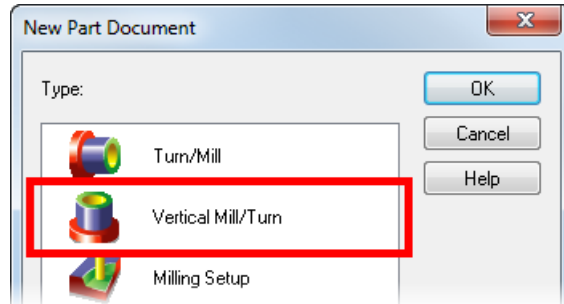 New Part Document
Type:
OK
Cancel
Help
Turn/Mill
Vertical Mill/Turn
Milling Setup